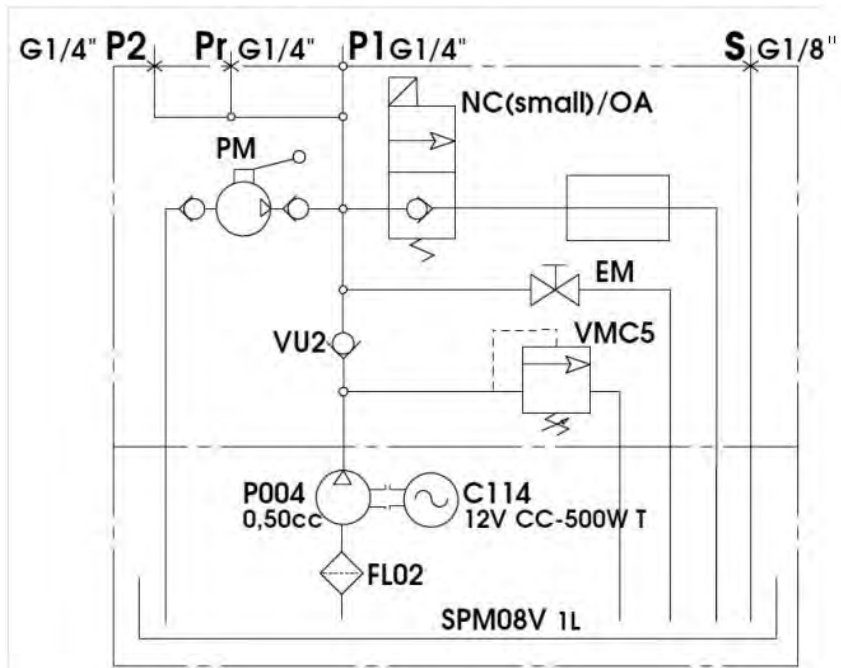 G1/4" P2 Pr G1/4" P1 G1/4" S G1/8"
NC(small)/OA
PM
EM
VU2
VMC5
P004
0,50cc
C114
12V CC-500W T
FL02
SPM08V 1L